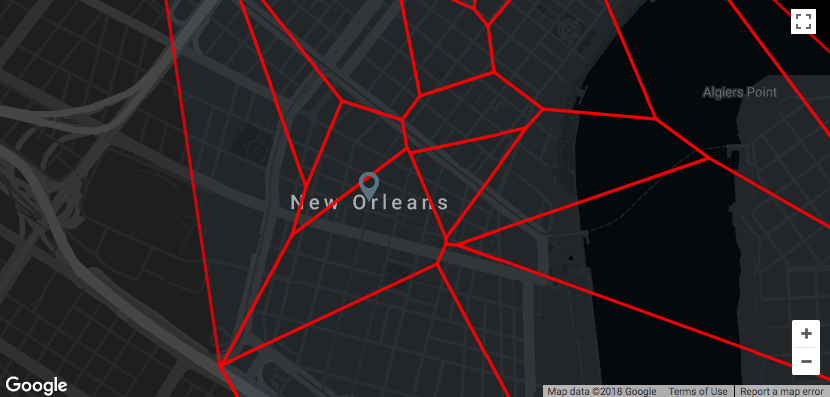 Algiers Point
New Orleans
+
−
Google
Map data ©2018 Google
Terms of Use
Report a map error